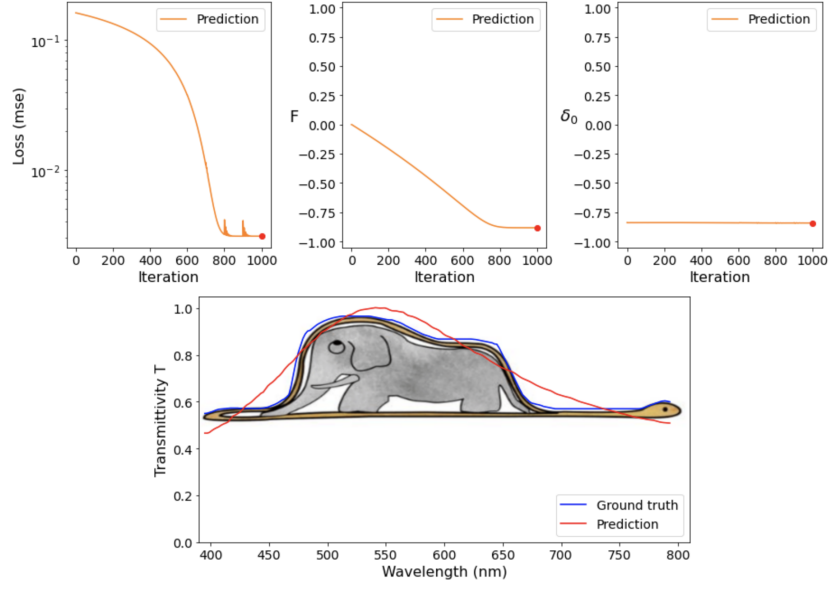 Prediction
10^{-1}
10^{-2}
Loss (mse)
0 200 400 600 800 1000
Iteration
Prediction
1.00
0.75
0.50
0.25
0.00
−0.25
−0.50
−0.75
−1.00
F
0 200 400 600 800 1000
Iteration
Prediction
1.00
0.75
0.50
0.25
0.00
−0.25
−0.50
−0.75
−1.00
δ₀
0 200 400 600 800 1000
Iteration
1.0
0.8
0.6
0.4
0.2
0.0
Transmittivity T
Ground truth
Prediction
400 450 500 550 600 650 700 750 800
Wavelength (nm)